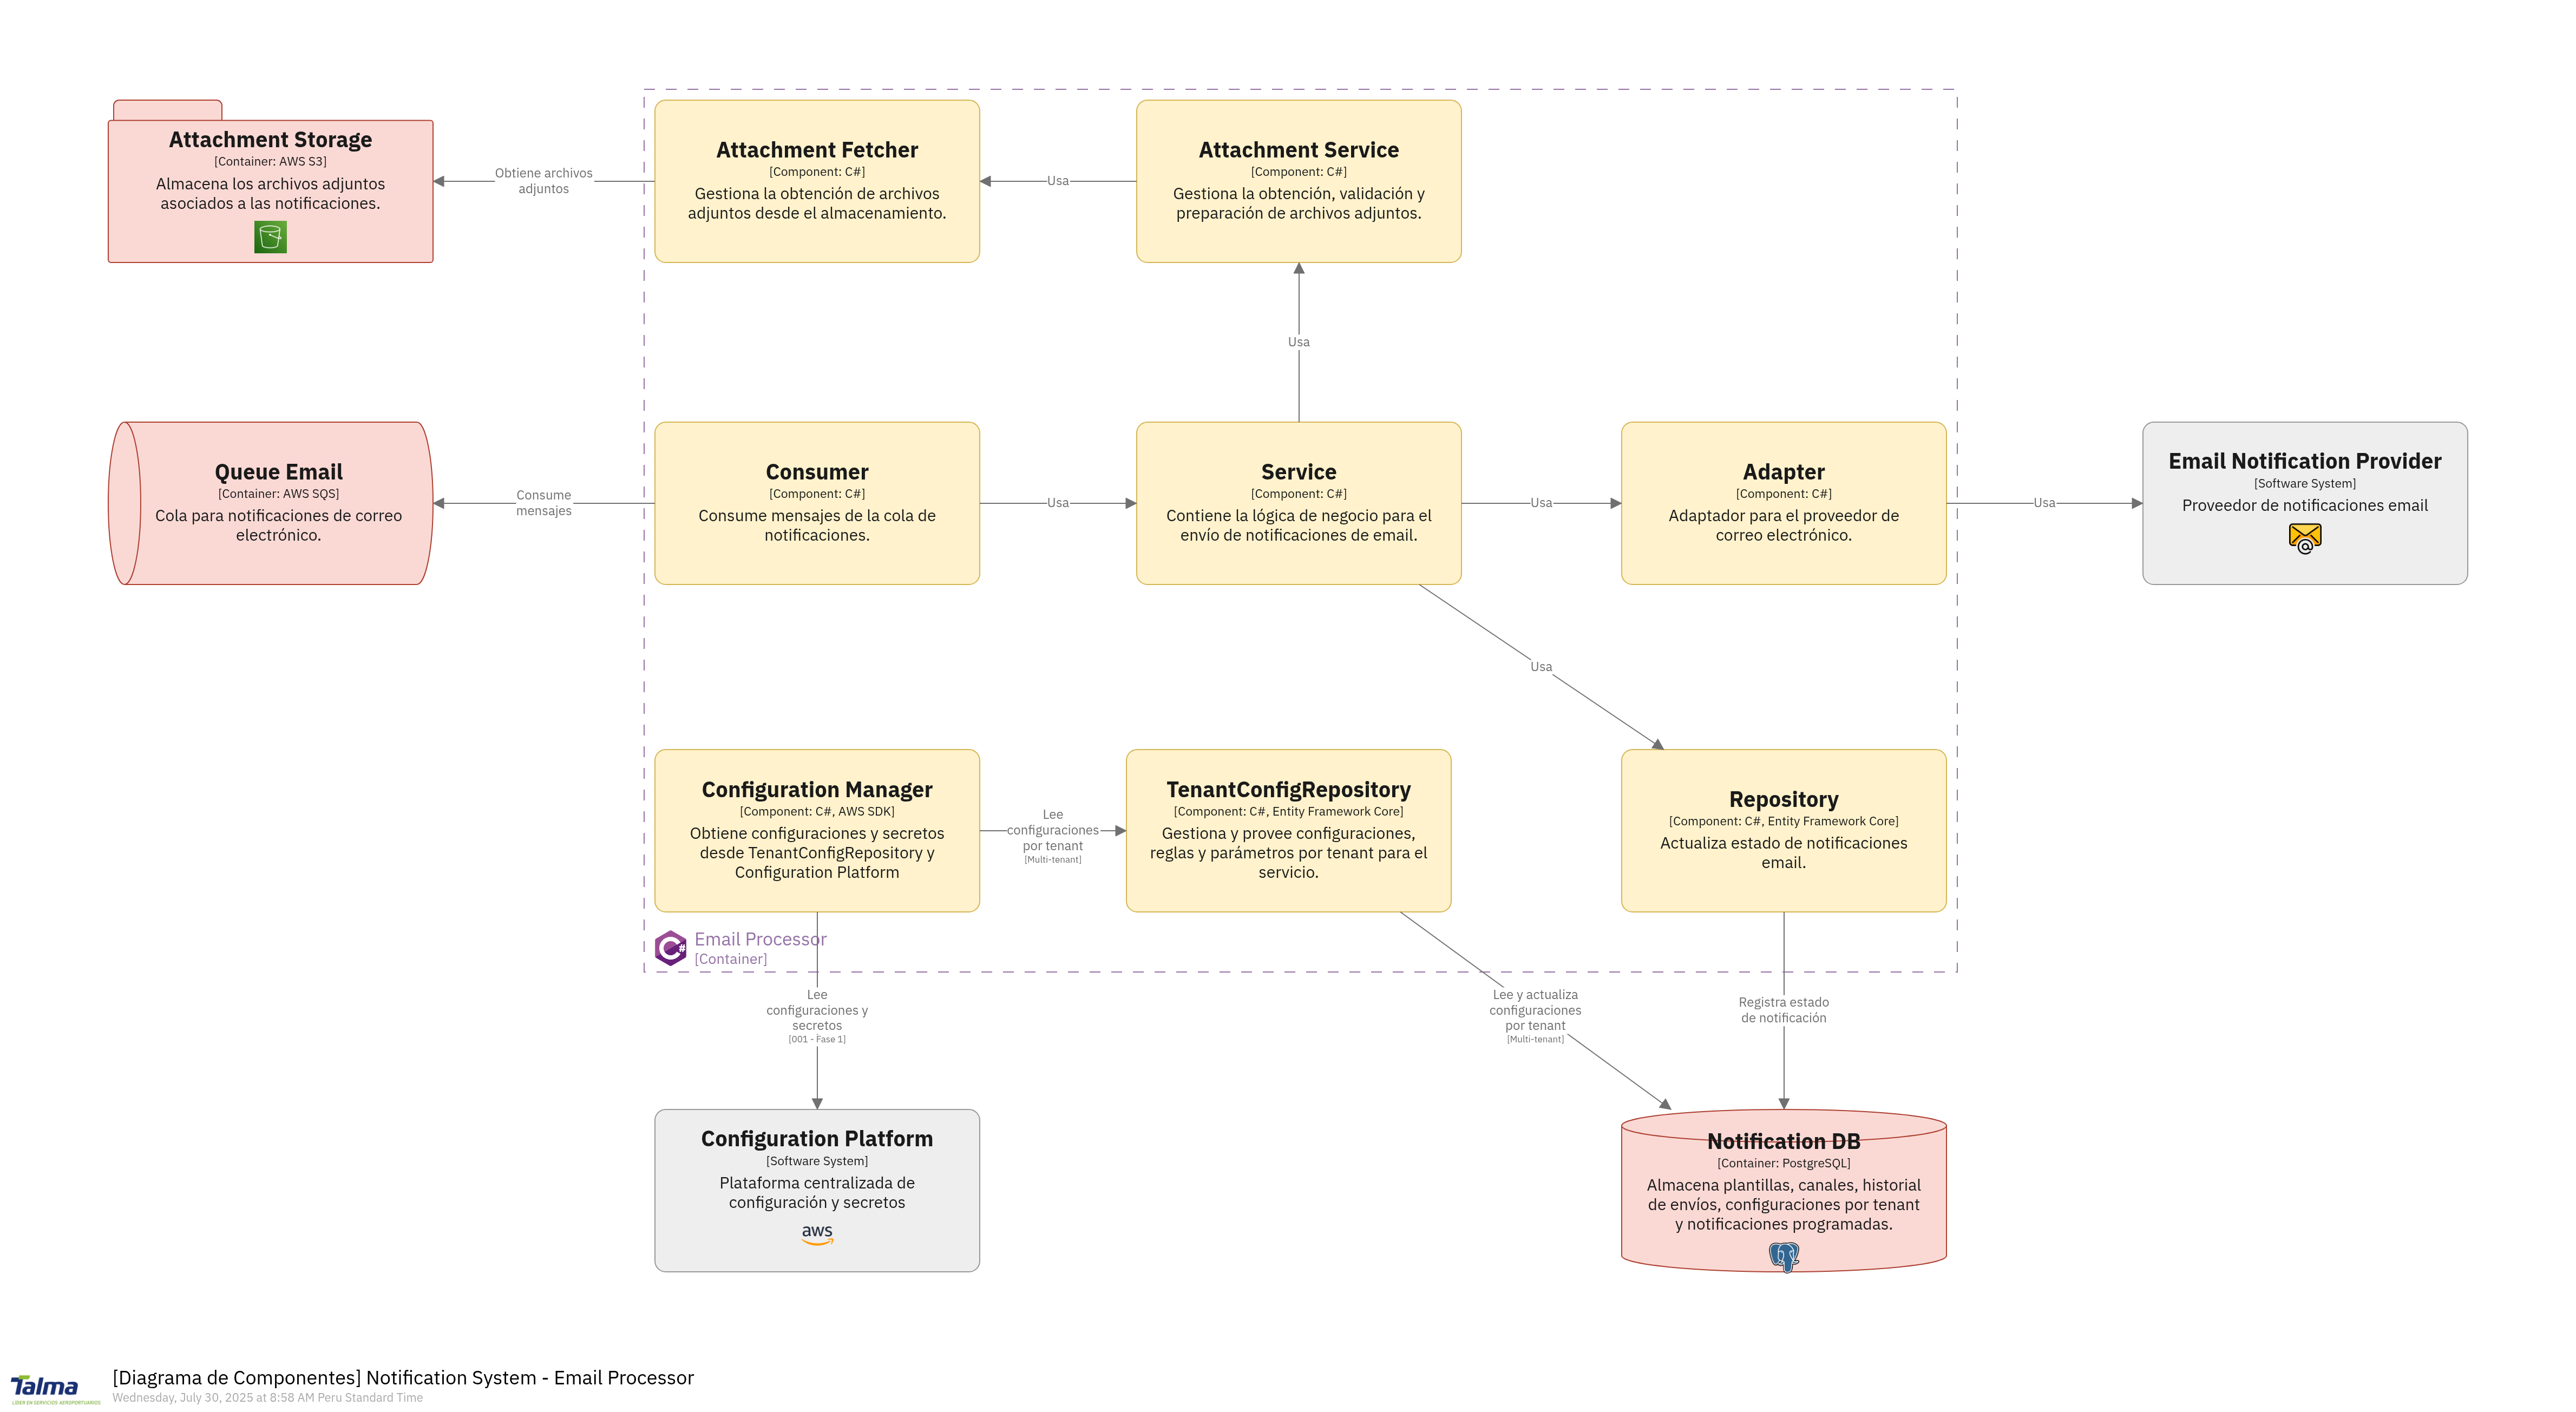 Attachment Storage
[Container: AWS S3]
Almacena los archivos adjuntos
asociados a las notificaciones.
Obtiene archivos
adjuntos
Attachment Fetcher
[Component: C#]
Gestiona la obtención de archivos
adjuntos desde el almacenamiento.
Usa
Attachment Service
[Component: C#]
Gestiona la obtención, validación y
preparación de archivos adjuntos.
Usa
Queue Email
[Container: AWS SQS]
Cola para notificaciones de correo
electrónico.
Consume
mensajes
Consumer
[Component: C#]
Consume mensajes de la cola de
notificaciones.
Usa
Service
[Component: C#]
Contiene la lógica de negocio para el
envío de notificaciones de email.
Usa
Adapter
[Component: C#]
Adaptador para el proveedor de
correo electrónico.
Usa
Email Notification Provider
[Software System]
Proveedor de notificaciones email
Usa
Configuration Manager
[Component: C#, AWS SDK]
Obtiene configuraciones y secretos
desde TenantConfigRepository y
Configuration Platform
Lee
configuraciones
por tenant
[Multi-tenant]
TenantConfigRepository
[Component: C#, Entity Framework Core]
Gestiona y provee configuraciones,
reglas y parámetros por tenant para el
servicio.
Repository
[Component: C#, Entity Framework Core]
Actualiza estado de notificaciones
email.
Email Processor
[Container]
Lee
configuraciones y
secretos
[001 - Fase 1]
Lee y actualiza
configuraciones
por tenant
[Multi-tenant]
Registra estado
de notificación
Configuration Platform
[Software System]
Plataforma centralizada de
configuración y secretos
aws
Notification DB
[Container: PostgreSQL]
Almacena plantillas, canales, historial
de envíos, configuraciones por tenant
y notificaciones programadas.
Talma
LÍDER EN SERVICIOS AEROPORTUARIOS
[Diagrama de Componentes] Notification System - Email Processor
Wednesday, July 30, 2025 at 8:58 AM Peru Standard Time